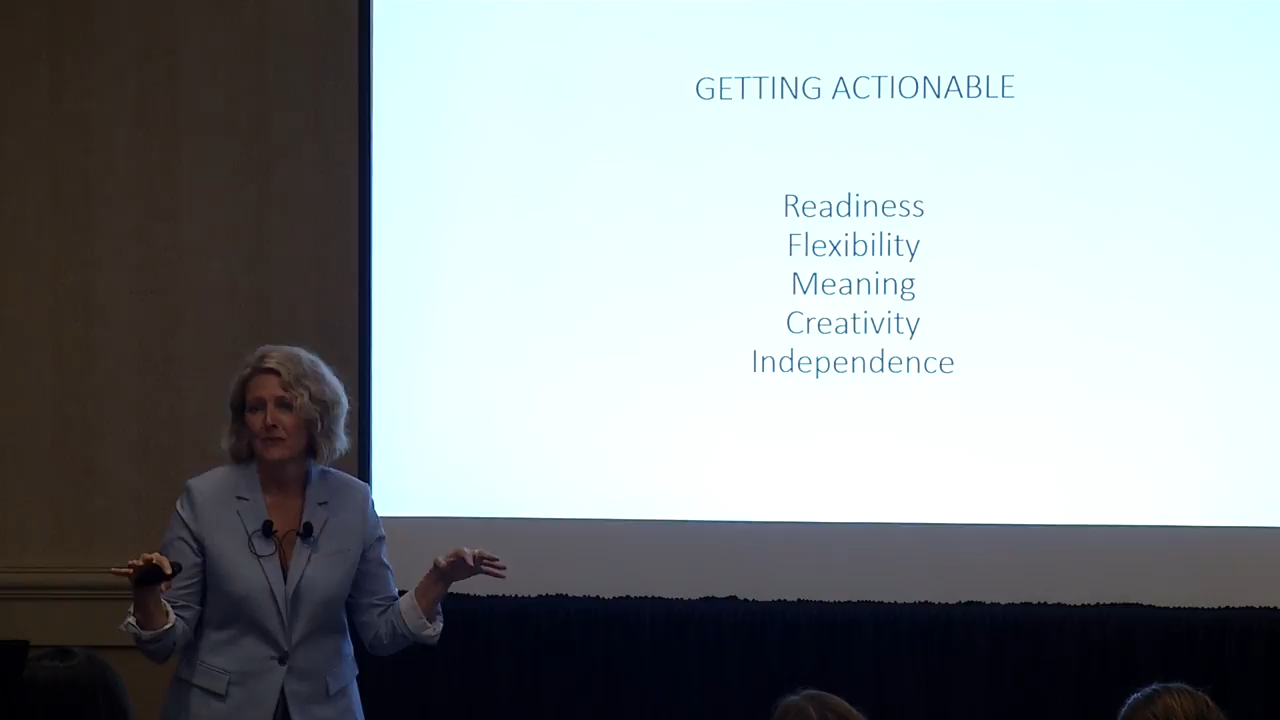 GETTING ACTIONABLE
Readiness
Flexibility
Meaning
Creativity
Independence